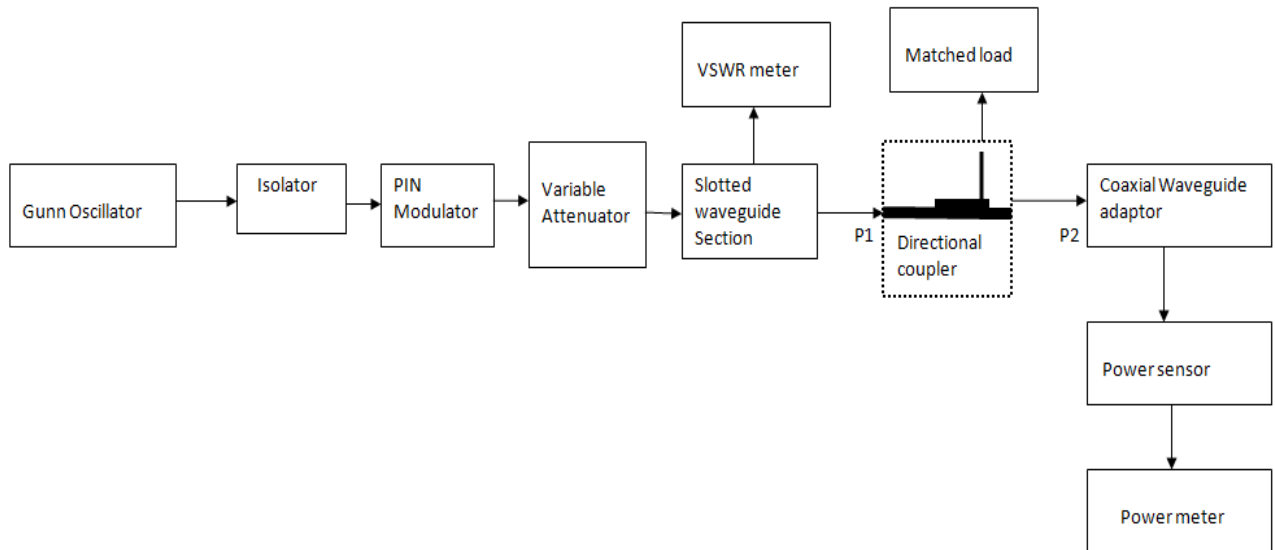 VSWR meter
Matched load
Gunn Oscillator
Isolator
PIN
Modulator
Variable
Attenuator
Slotted
waveguide
Section
P1
Directional
coupler
P2
Coaxial Waveguide
adaptor
Power sensor
Power meter